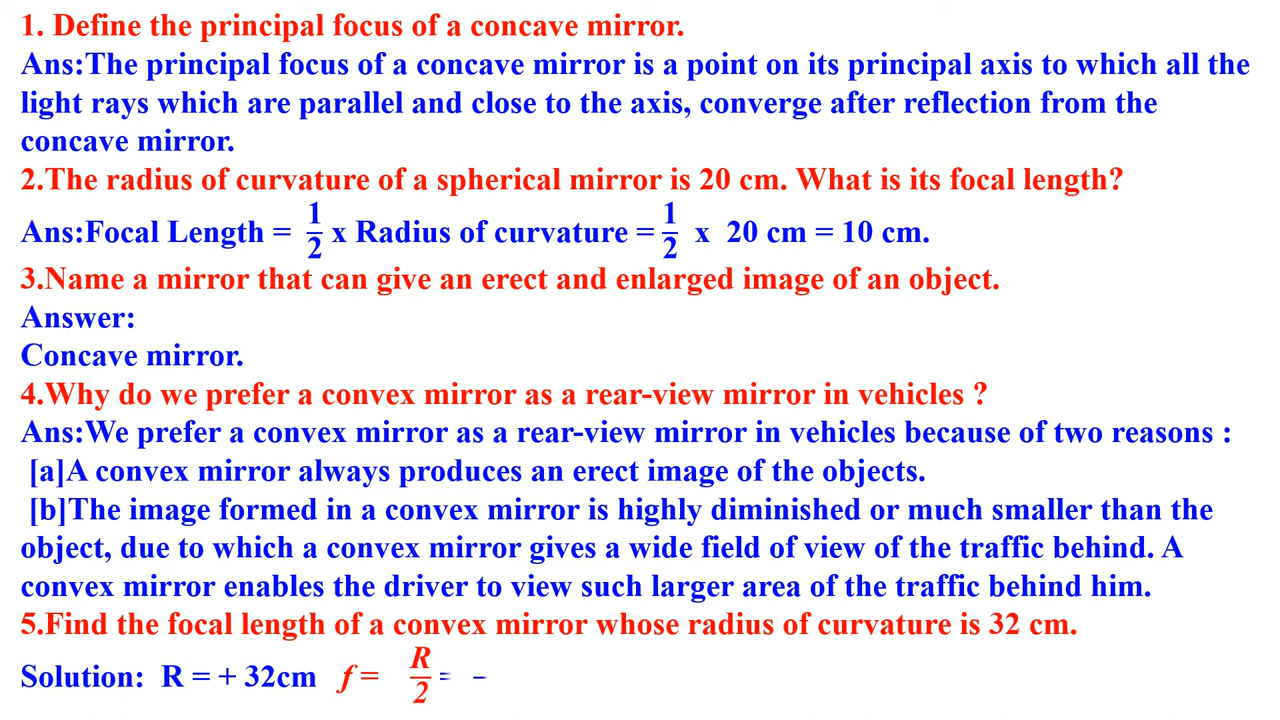 1. Define the principal focus of a concave mirror.
Ans:The principal focus of a concave mirror is a point on its principal axis to which all the
light rays which are parallel and close to the axis, converge after reflection from the
concave mirror.
2.The radius of curvature of a spherical mirror is 20 cm. What is its focal length?
Ans:Focal Length = 1/2 x Radius of curvature = 1/2 x 20 cm = 10 cm.
3.Name a mirror that can give an erect and enlarged image of an object.
Answer:
Concave mirror.
4.Why do we prefer a convex mirror as a rear-view mirror in vehicles ?
Ans:We prefer a convex mirror as a rear-view mirror in vehicles because of two reasons :
[a]A convex mirror always produces an erect image of the objects.
[b]The image formed in a convex mirror is highly diminished or much smaller than the
object, due to which a convex mirror gives a wide field of view of the traffic behind. A
convex mirror enables the driver to view such larger area of the traffic behind him.
5.Find the focal length of a convex mirror whose radius of curvature is 32 cm.
Solution: R = + 32cm f = R/2 =